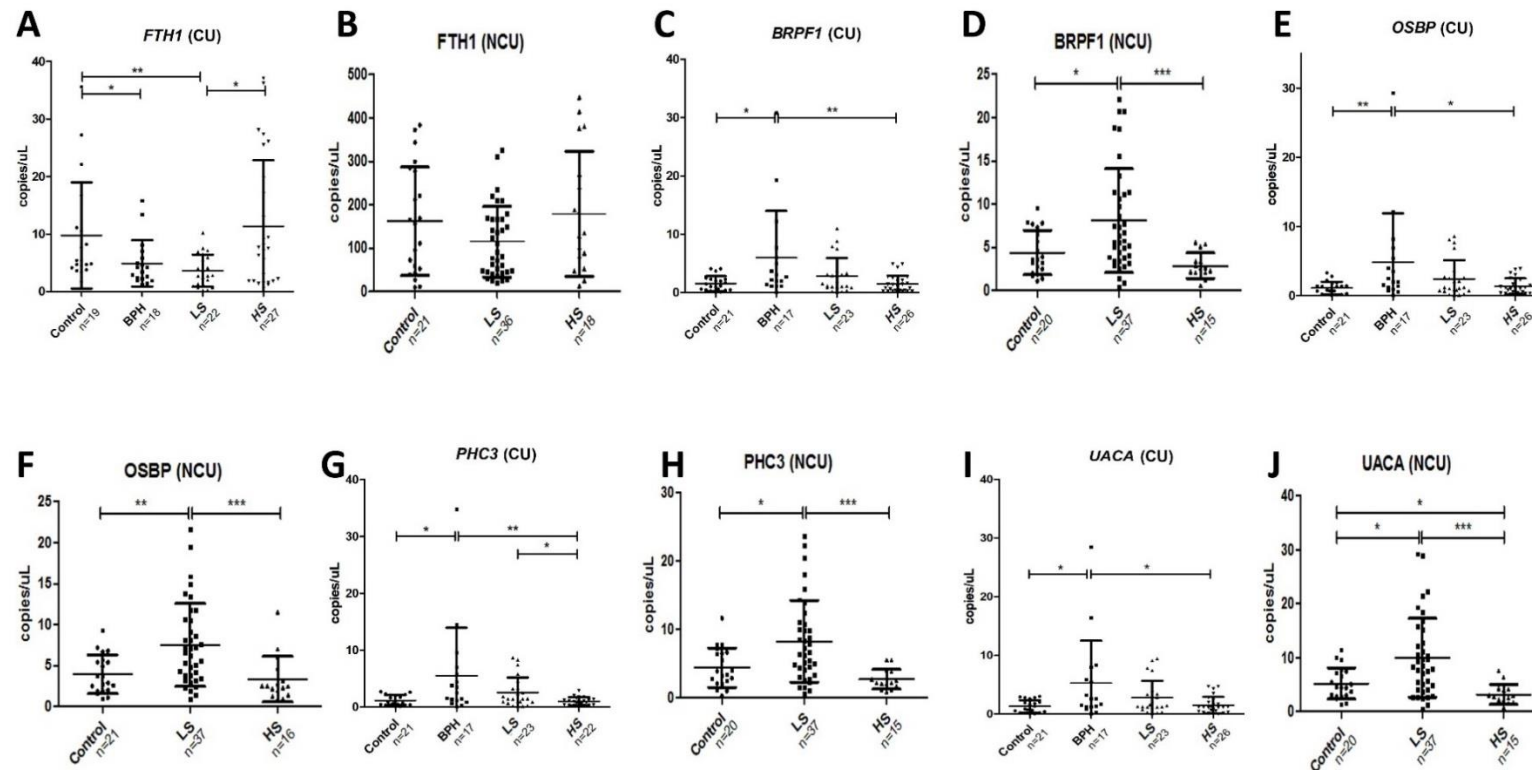 A
FTH1 (CU)
copies/uL
40
30
20
10
0
**
*
*
Control
n=19
BPH
n=18
LS
n=22
HS
n=27
B
FTH1 (NCU)
copies/uL
500
400
300
200
100
0
Control
n=21
LS
n=36
HS
n=18
C
BRPF1 (CU)
copies/uL
40
30
20
10
0
*
**
Control
n=21
BPH
n=17
LS
n=23
HS
n=26
D
BRPF1 (NCU)
copies/uL
25
20
15
10
5
0
*
***
Control
n=20
LS
n=37
HS
n=15
E
OSBP (CU)
copies/uL
30
20
10
0
**
*
Control
n=21
BPH
n=17
LS
n=23
HS
n=26
F
OSBP (NCU)
copies/uL
25
20
15
10
5
0
**
***
Control
n=21
LS
n=37
HS
n=16
G
PHC3 (CU)
copies/uL
40
30
20
10
0
*
**
*
Control
n=21
BPH
n=17
LS
n=23
HS
n=22
H
PHC3 (NCU)
copies/uL
30
20
10
0
*
***
Control
n=20
LS
n=37
HS
n=15
I
UACA (CU)
copies/uL
40
30
20
10
0
*
*
Control
n=21
BPH
n=17
LS
n=23
HS
n=26
J
UACA (NCU)
copies/uL
40
30
20
10
0
*
*
***
Control
n=20
LS
n=37
HS
n=15